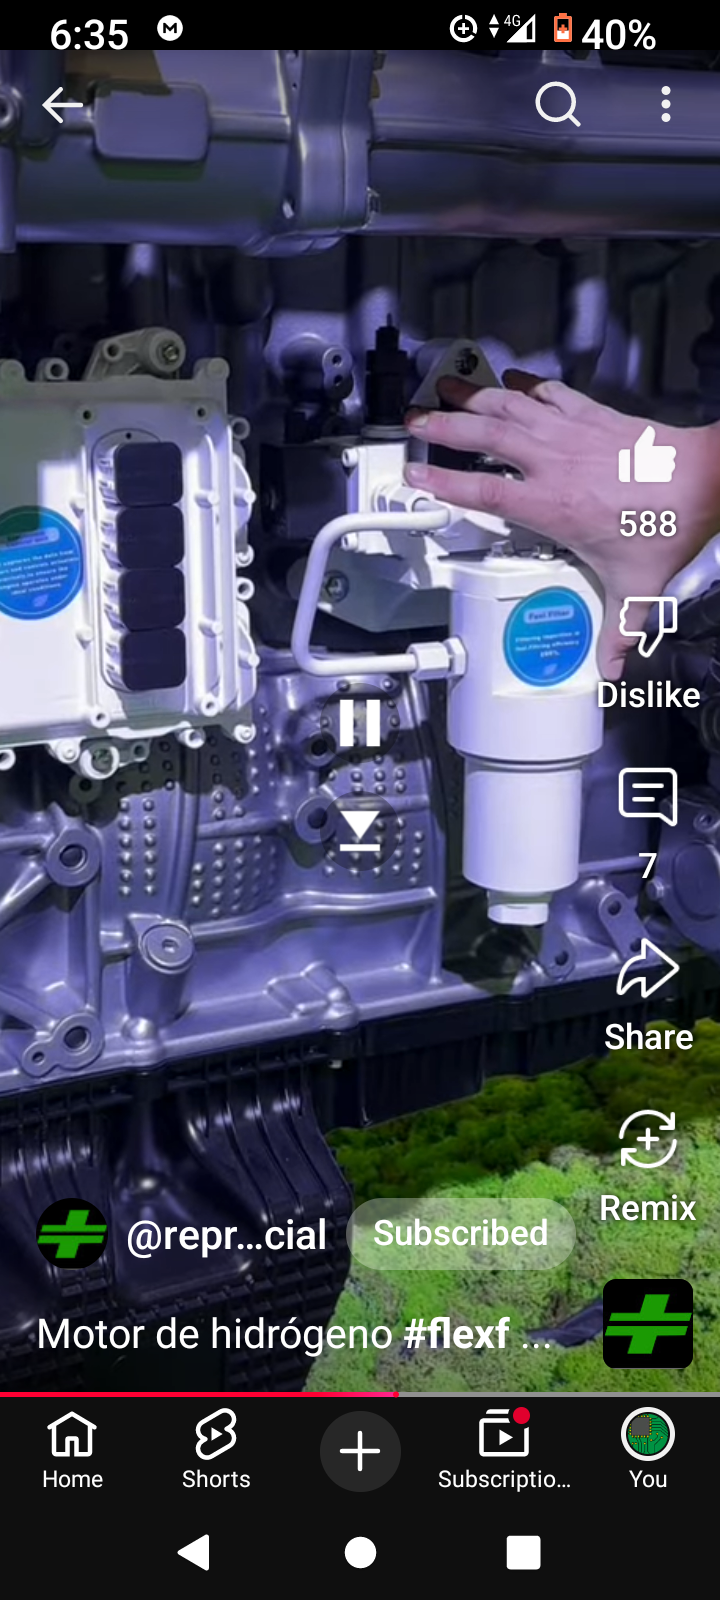 6:35
4G
40%
588
Fuel Filter
Dislike
7
Share
Remix
@repr...cial
Subscribed
Motor de hidrógeno #flexf ...
Home
Shorts
Subscriptio...
You